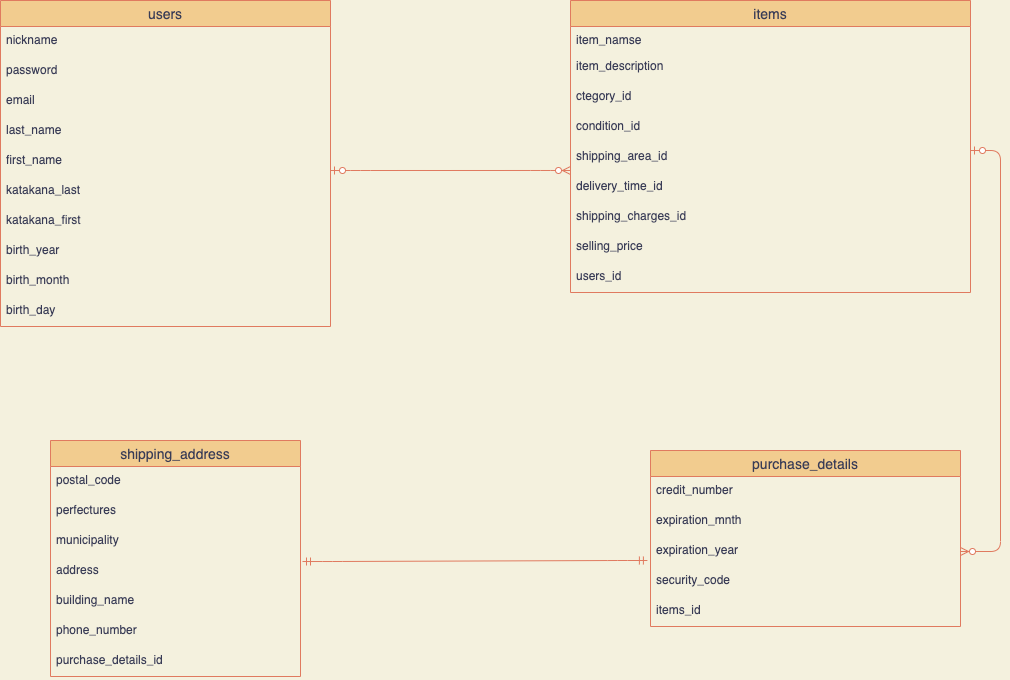 users
nickname
password
email
last_name
first_name
katakana_last
katakana_first
birth_year
birth_month
birth_day
items
item_namse
item_description
ctegory_id
condition_id
shipping_area_id
delivery_time_id
shipping_charges_id
selling_price
users_id
shipping_address
postal_code
perfectures
municipality
address
building_name
phone_number
purchase_details_id
purchase_details
credit_number
expiration_mnth
expiration_year
security_code
items_id